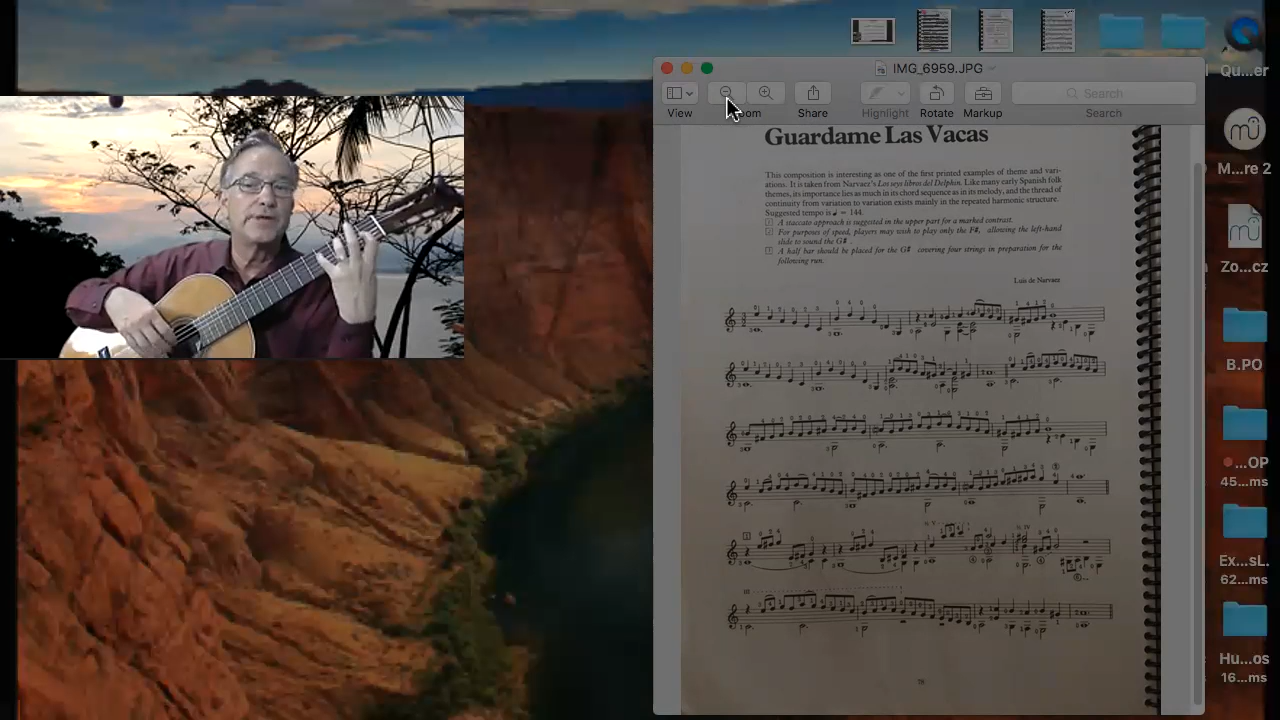 IMG_6959.JPG
View
Zoom
Share
Highlight
Rotate
Markup
Search
Search
Guardame Las Vacas
This composition is interesting as one of the first printed examples of theme and vari-
ations. It is taken from Narvaez's Los seys libros del Delphin. Like many early Spanish folk
themes, its importance lies as much in its chord sequence as in its melody, and the thread of
continuity from variation to variation exists mainly in the repeated harmonic structure.
Suggested tempo is ♩ = 144.
1 A staccato approach is suggested in the upper part for a marked contrast.
2 For purposes of speed, players may wish to play only the F#, allowing the left-hand
slide to sound the G#.
3 A half bar should be placed for the G# covering four strings in preparation for the
following run.
Luis de Narvaez
Qu...er
M...re 2
Zo...cz
B.PO
...OP
45...ms
Ex...sL.
62...ms
Hu...os
16...ms